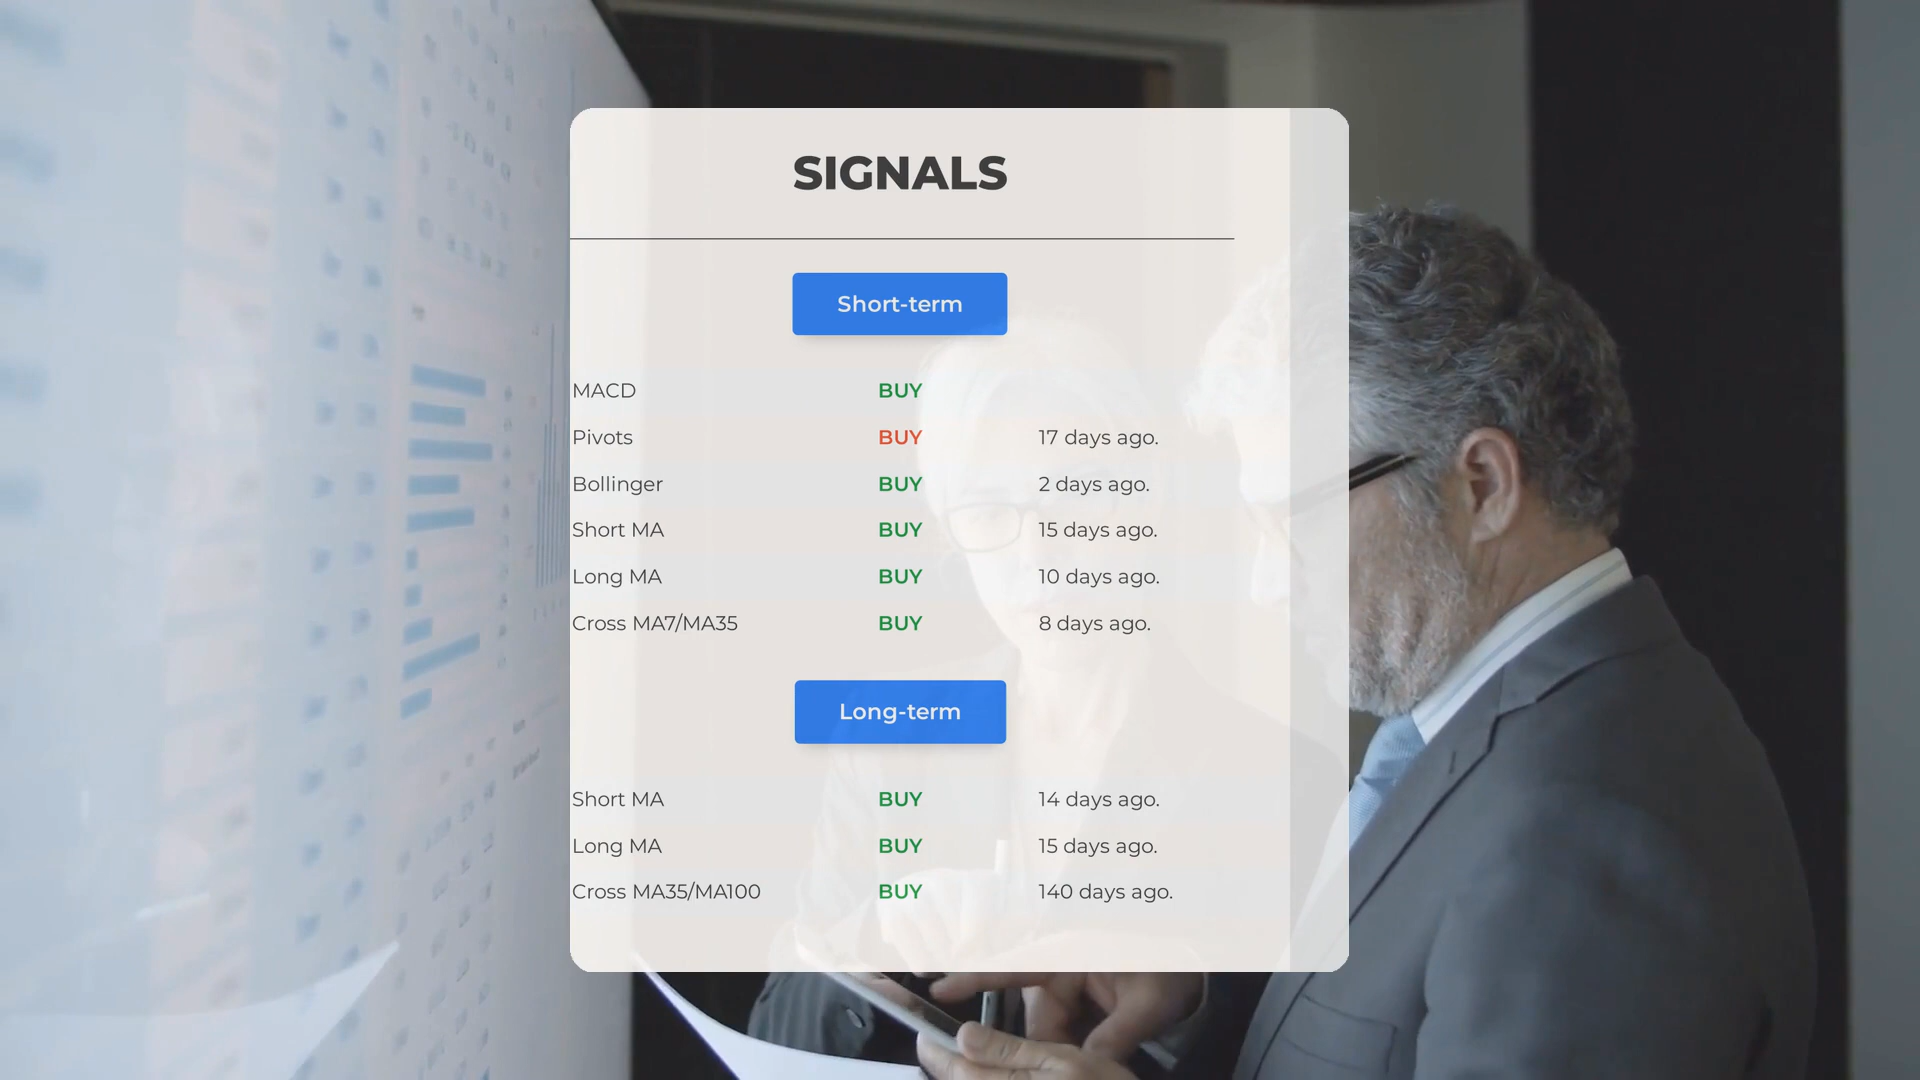 SIGNALS
Short-term
MACD BUY
Pivots BUY 17 days ago.
Bollinger BUY 2 days ago.
Short MA BUY 15 days ago.
Long MA BUY 10 days ago.
Cross MA7/MA35 BUY 8 days ago.
Long-term
Short MA BUY 14 days ago.
Long MA BUY 15 days ago.
Cross MA35/MA100 BUY 140 days ago.